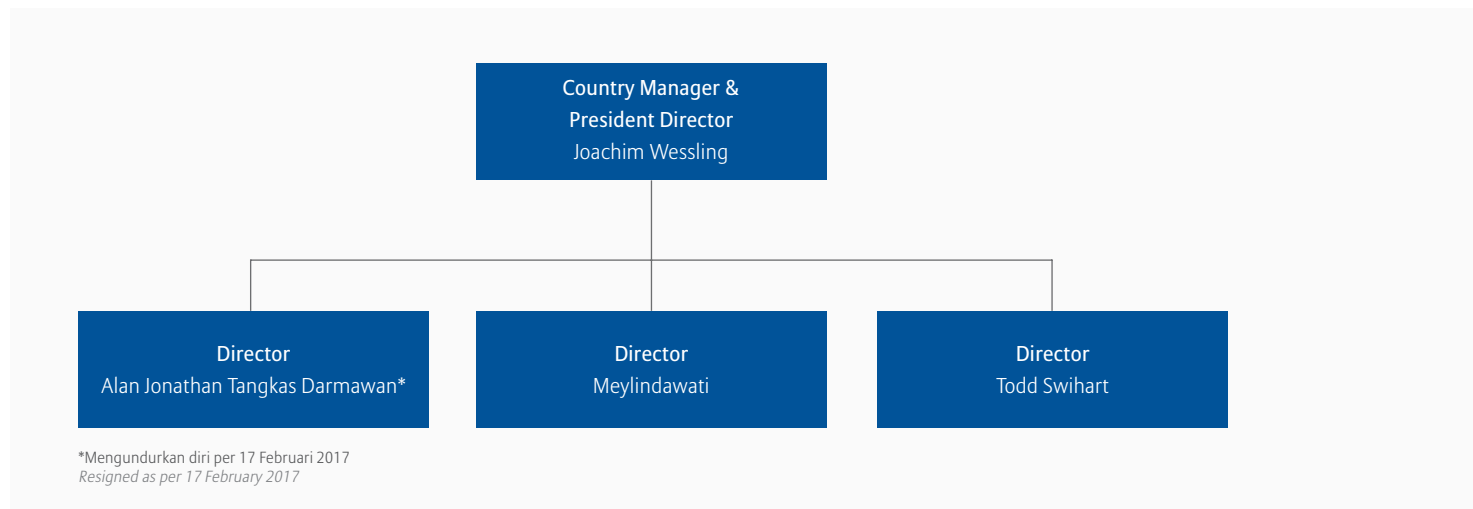 Country Manager &
President Director
Joachim Wessling
Director
Alan Jonathan Tangkas Darmawan*
Director
Meylindawati
Director
Todd Swihart
*Mengundurkan diri per 17 Februari 2017
Resigned as per 17 February 2017